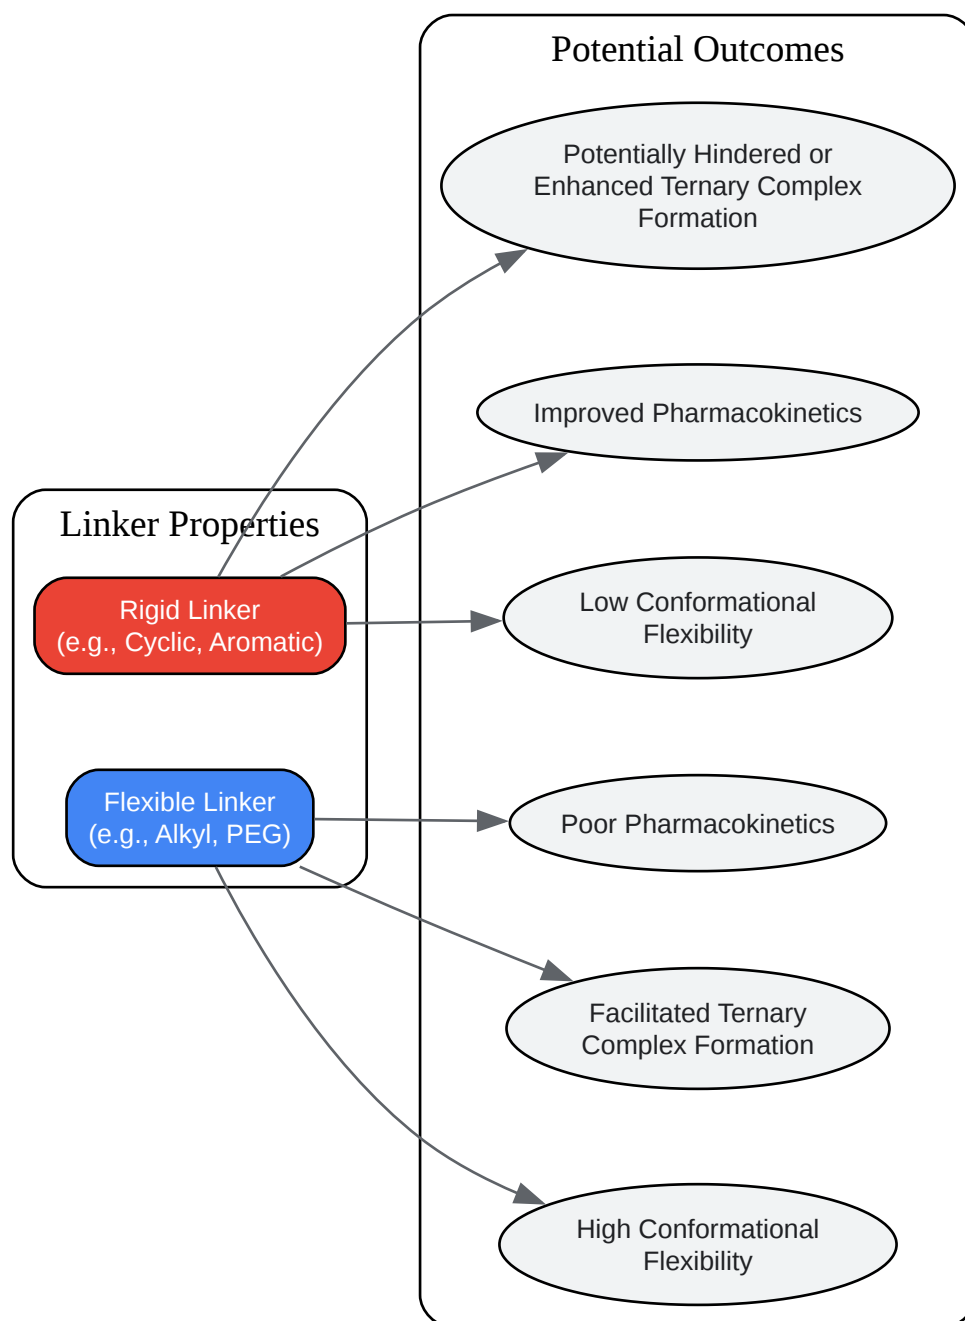 Potential Outcomes
Potentially Hindered or
Enhanced Ternary Complex
Formation
Improved Pharmacokinetics
Linker Properties
Rigid Linker
(e.g., Cyclic, Aromatic)
Low Conformational
Flexibility
Flexible Linker
(e.g., Alkyl, PEG)
Poor Pharmacokinetics
Facilitated Ternary
Complex Formation
High Conformational
Flexibility